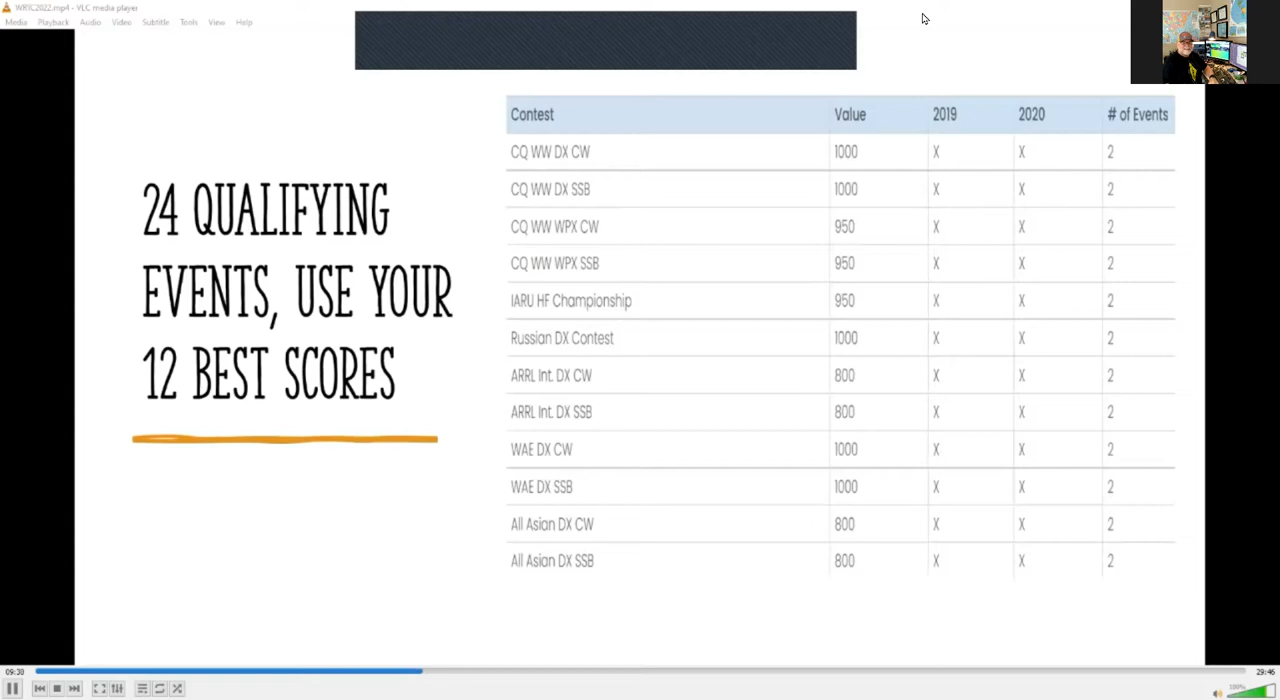 WRTC2022.mp4 - VLC media player
Media Playback Audio Video Subtitle Tools View Help
24 QUALIFYING
EVENTS, USE YOUR
12 BEST SCORES
Contest Value 2019 2020 # of Events
CQ WW DX CW 1000 X X 2
CQ WW DX SSB 1000 X X 2
CQ WW WPX CW 950 X X 2
CQ WW WPX SSB 950 X X 2
IARU HF Championship 950 X X 2
Russian DX Contest 1000 X X 2
ARRL Int. DX CW 800 X X 2
ARRL Int. DX SSB 800 X X 2
WAE DX CW 1000 X X 2
WAE DX SSB 1000 X X 2
All Asian DX CW 800 X X 2
All Asian DX SSB 800 X X 2
09:30 29:46
100%